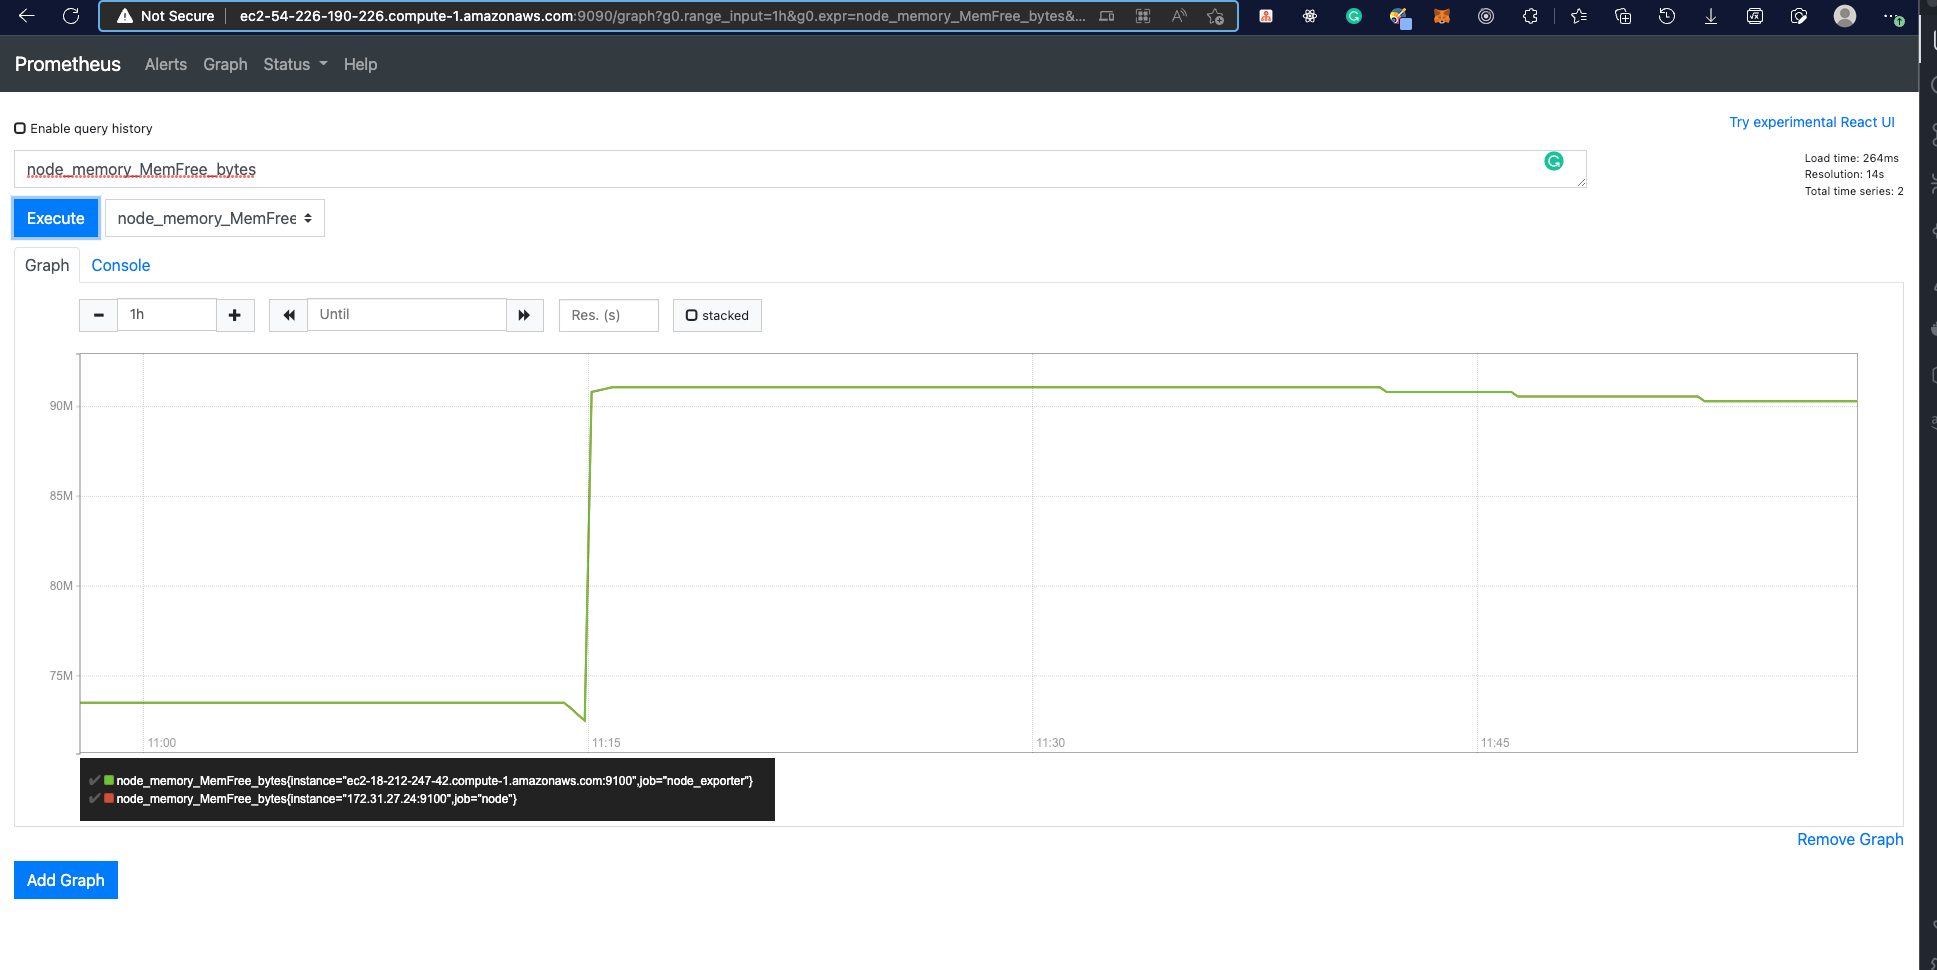 Not Secure ec2-54-226-190-226.compute-1.amazonaws.com:9090/graph?g0.range_input=1h&g0.expr=node_memory_MemFree_bytes&...
Prometheus Alerts Graph Status Help
Enable query history
Try experimental React UI
node_memory_MemFree_bytes
Load time: 264ms
Resolution: 14s
Total time series: 2
Execute node_memory_MemFree
Graph Console
1h Until Res. (s) stacked
90M
85M
80M
75M
11:00 11:15 11:30 11:45
node_memory_MemFree_bytes{instance="ec2-18-212-247-42.compute-1.amazonaws.com:9100",job="node_exporter"}
node_memory_MemFree_bytes{instance="172.31.27.24:9100",job="node"}
Remove Graph
Add Graph